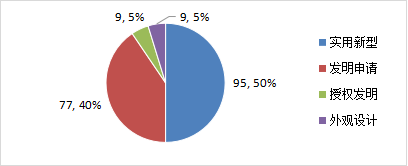 9, 5%
9, 5%
95, 50%
77, 40%
实用新型
发明申请
授权发明
外观设计